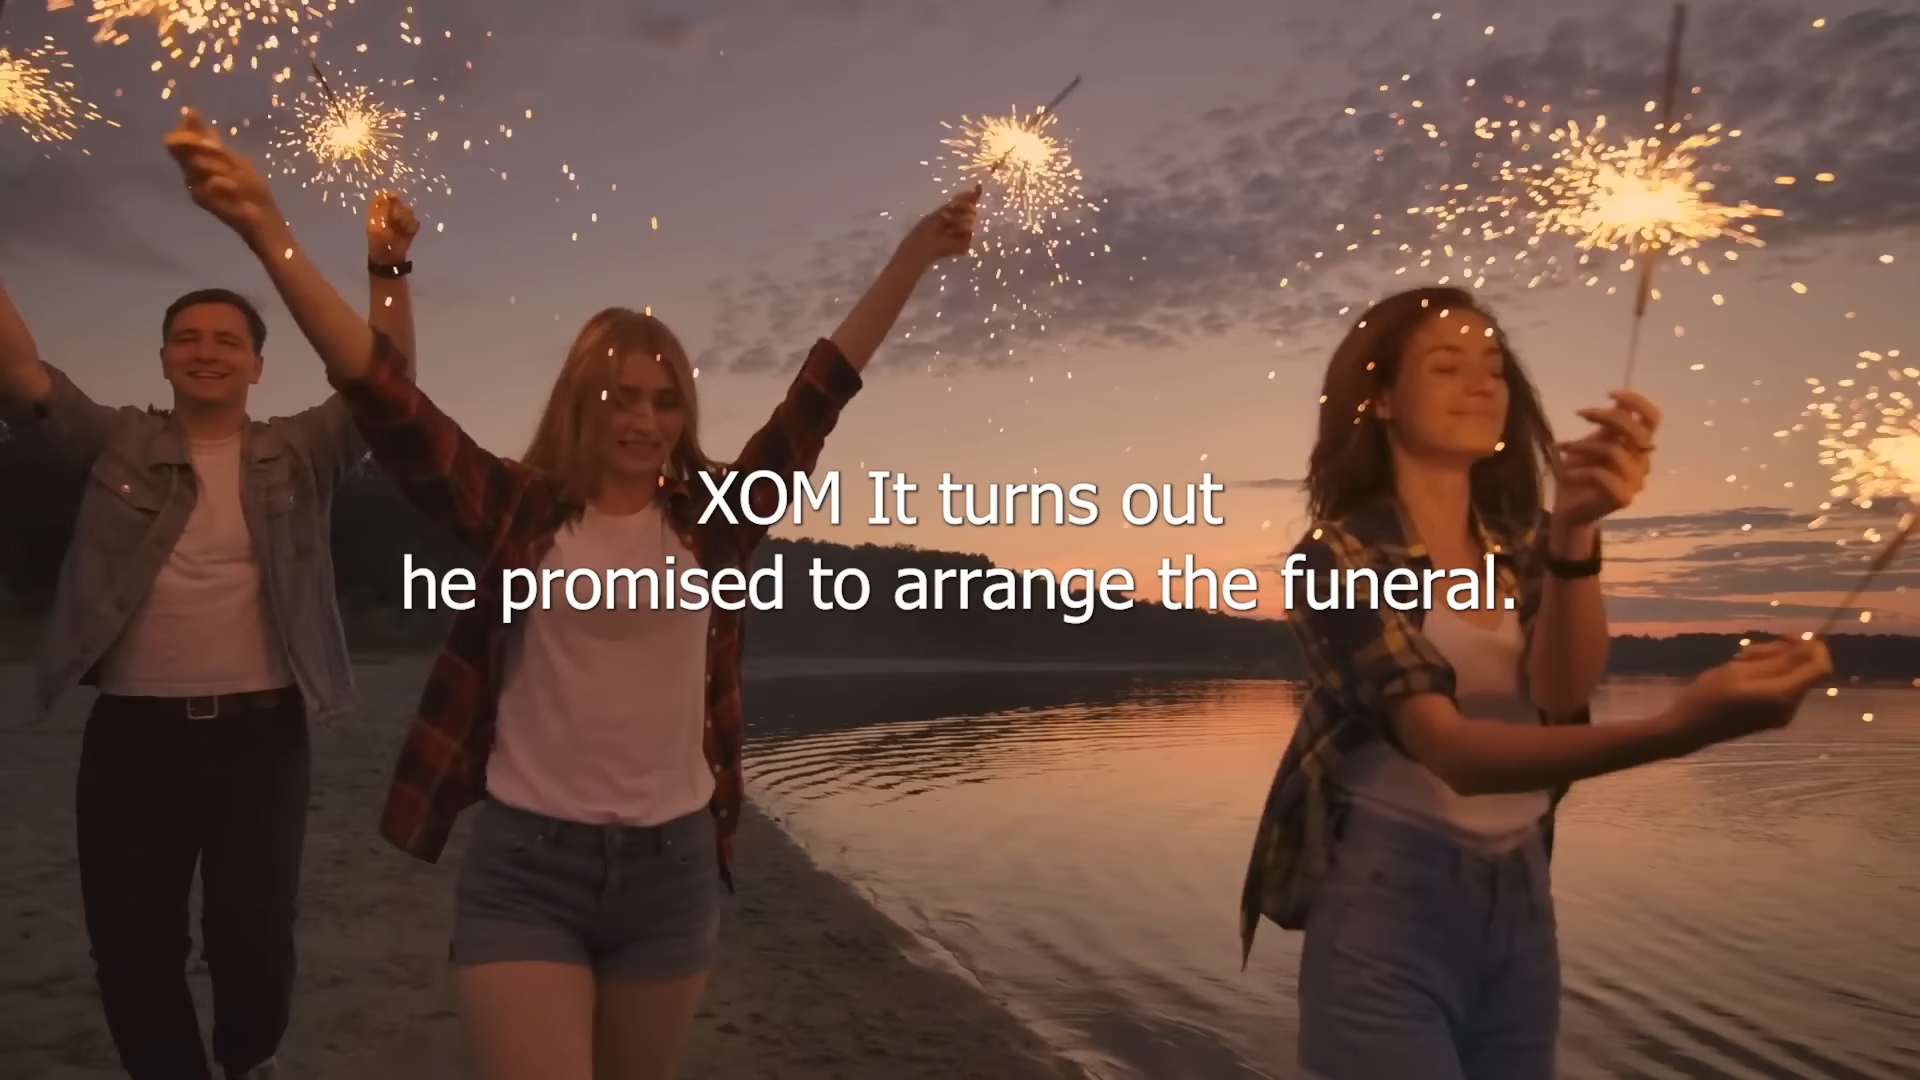 XOM It turns out
he promised to arrange the funeral.